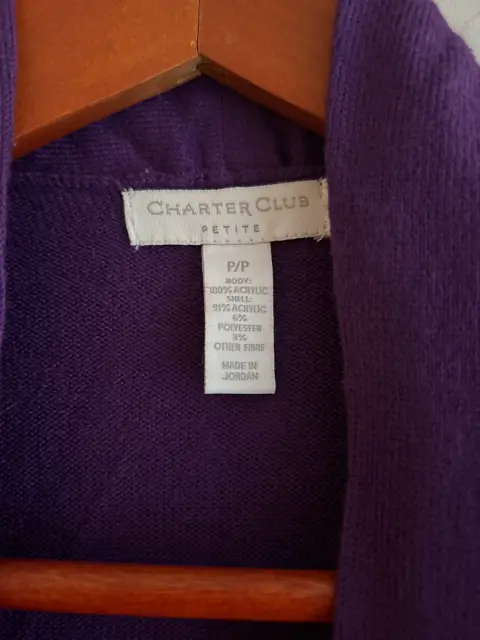 CHARTER CLUB
PETITE
P/P
BODY:
100% ACRYLIC
SHELL:
91% ACRYLIC
6%
POLYESTER
3%
OTHER FIBRE
MADE IN
JORDAN